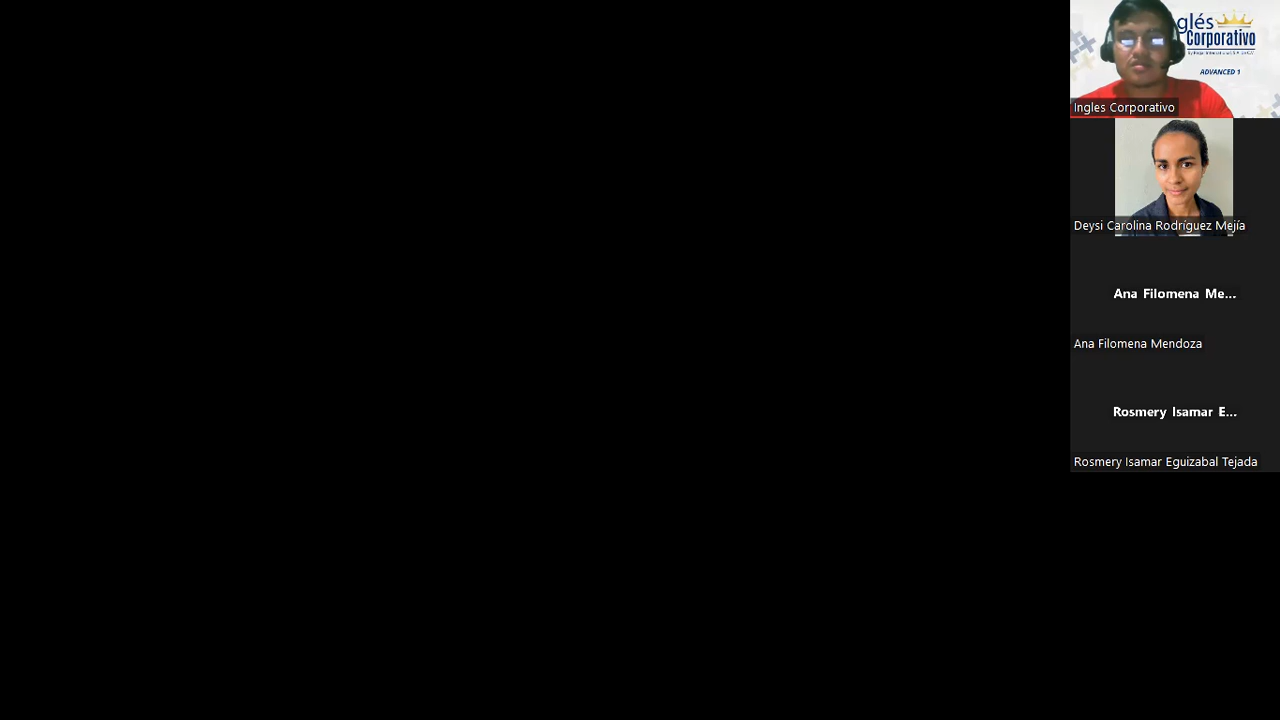 glés
Corporativo
ADVANCED 1
Ingles Corporativo
Deysi Carolina Rodríguez Mejía
Ana Filomena Me...
Ana Filomena Mendoza
Rosmery Isamar E...
Rosmery Isamar Eguizabal Tejada